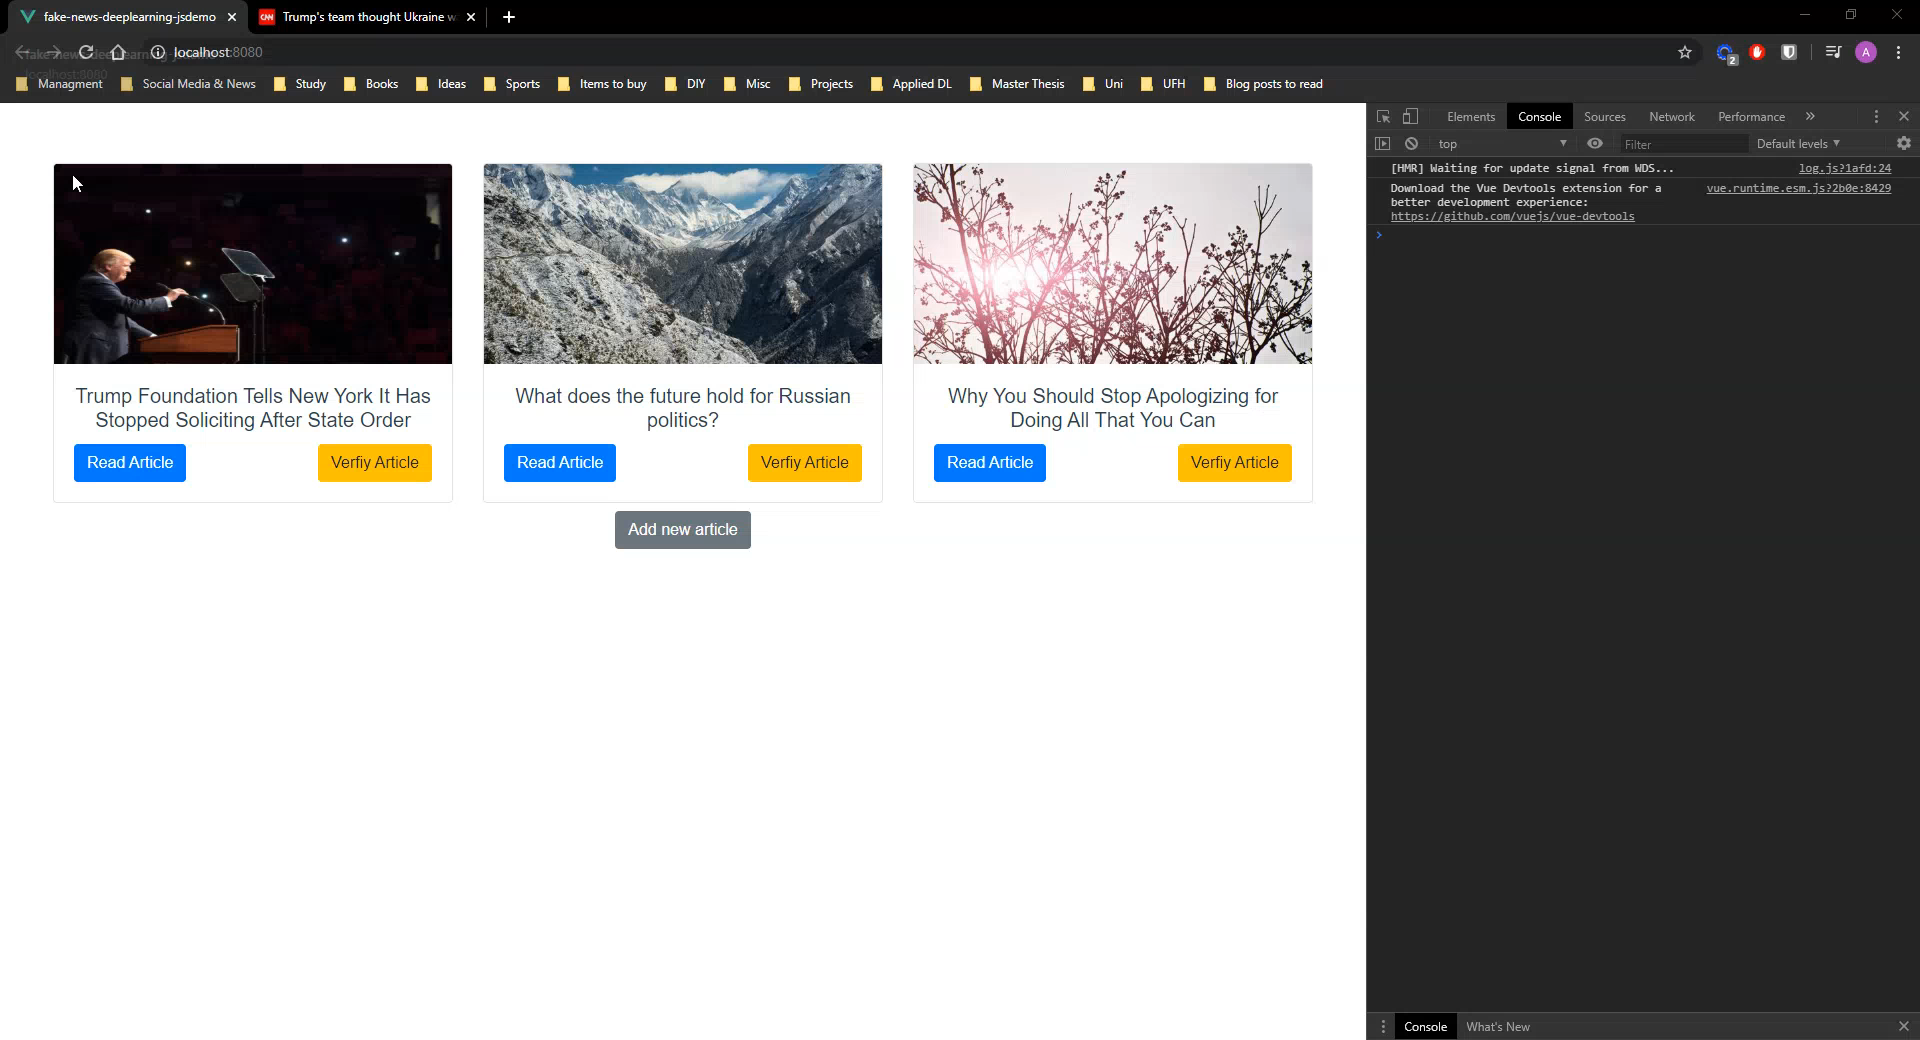 fake-news-deeplearning-jsdemo
CNN
Trump's team thought Ukraine w
localhost:8080
2
A
Managment
Social Media & News
Study
Books
Ideas
Sports
Items to buy
DIY
Misc
Projects
Applied DL
Master Thesis
Uni
UFH
Blog posts to read
Elements
Console
Sources
Network
Performance
»
top
Filter
Default levels
[HMR] Waiting for update signal from WDS...
log.js?1afd:24
Download the Vue Devtools extension for a
vue.runtime.esm.js?2b0e:8429
better development experience:
https://github.com/vuejs/vue-devtools
Trump Foundation Tells New York It Has
Stopped Soliciting After State Order
Read Article
Verfiy Article
What does the future hold for Russian
politics?
Read Article
Verfiy Article
Why You Should Stop Apologizing for
Doing All That You Can
Read Article
Verfiy Article
Add new article
Console
What's New